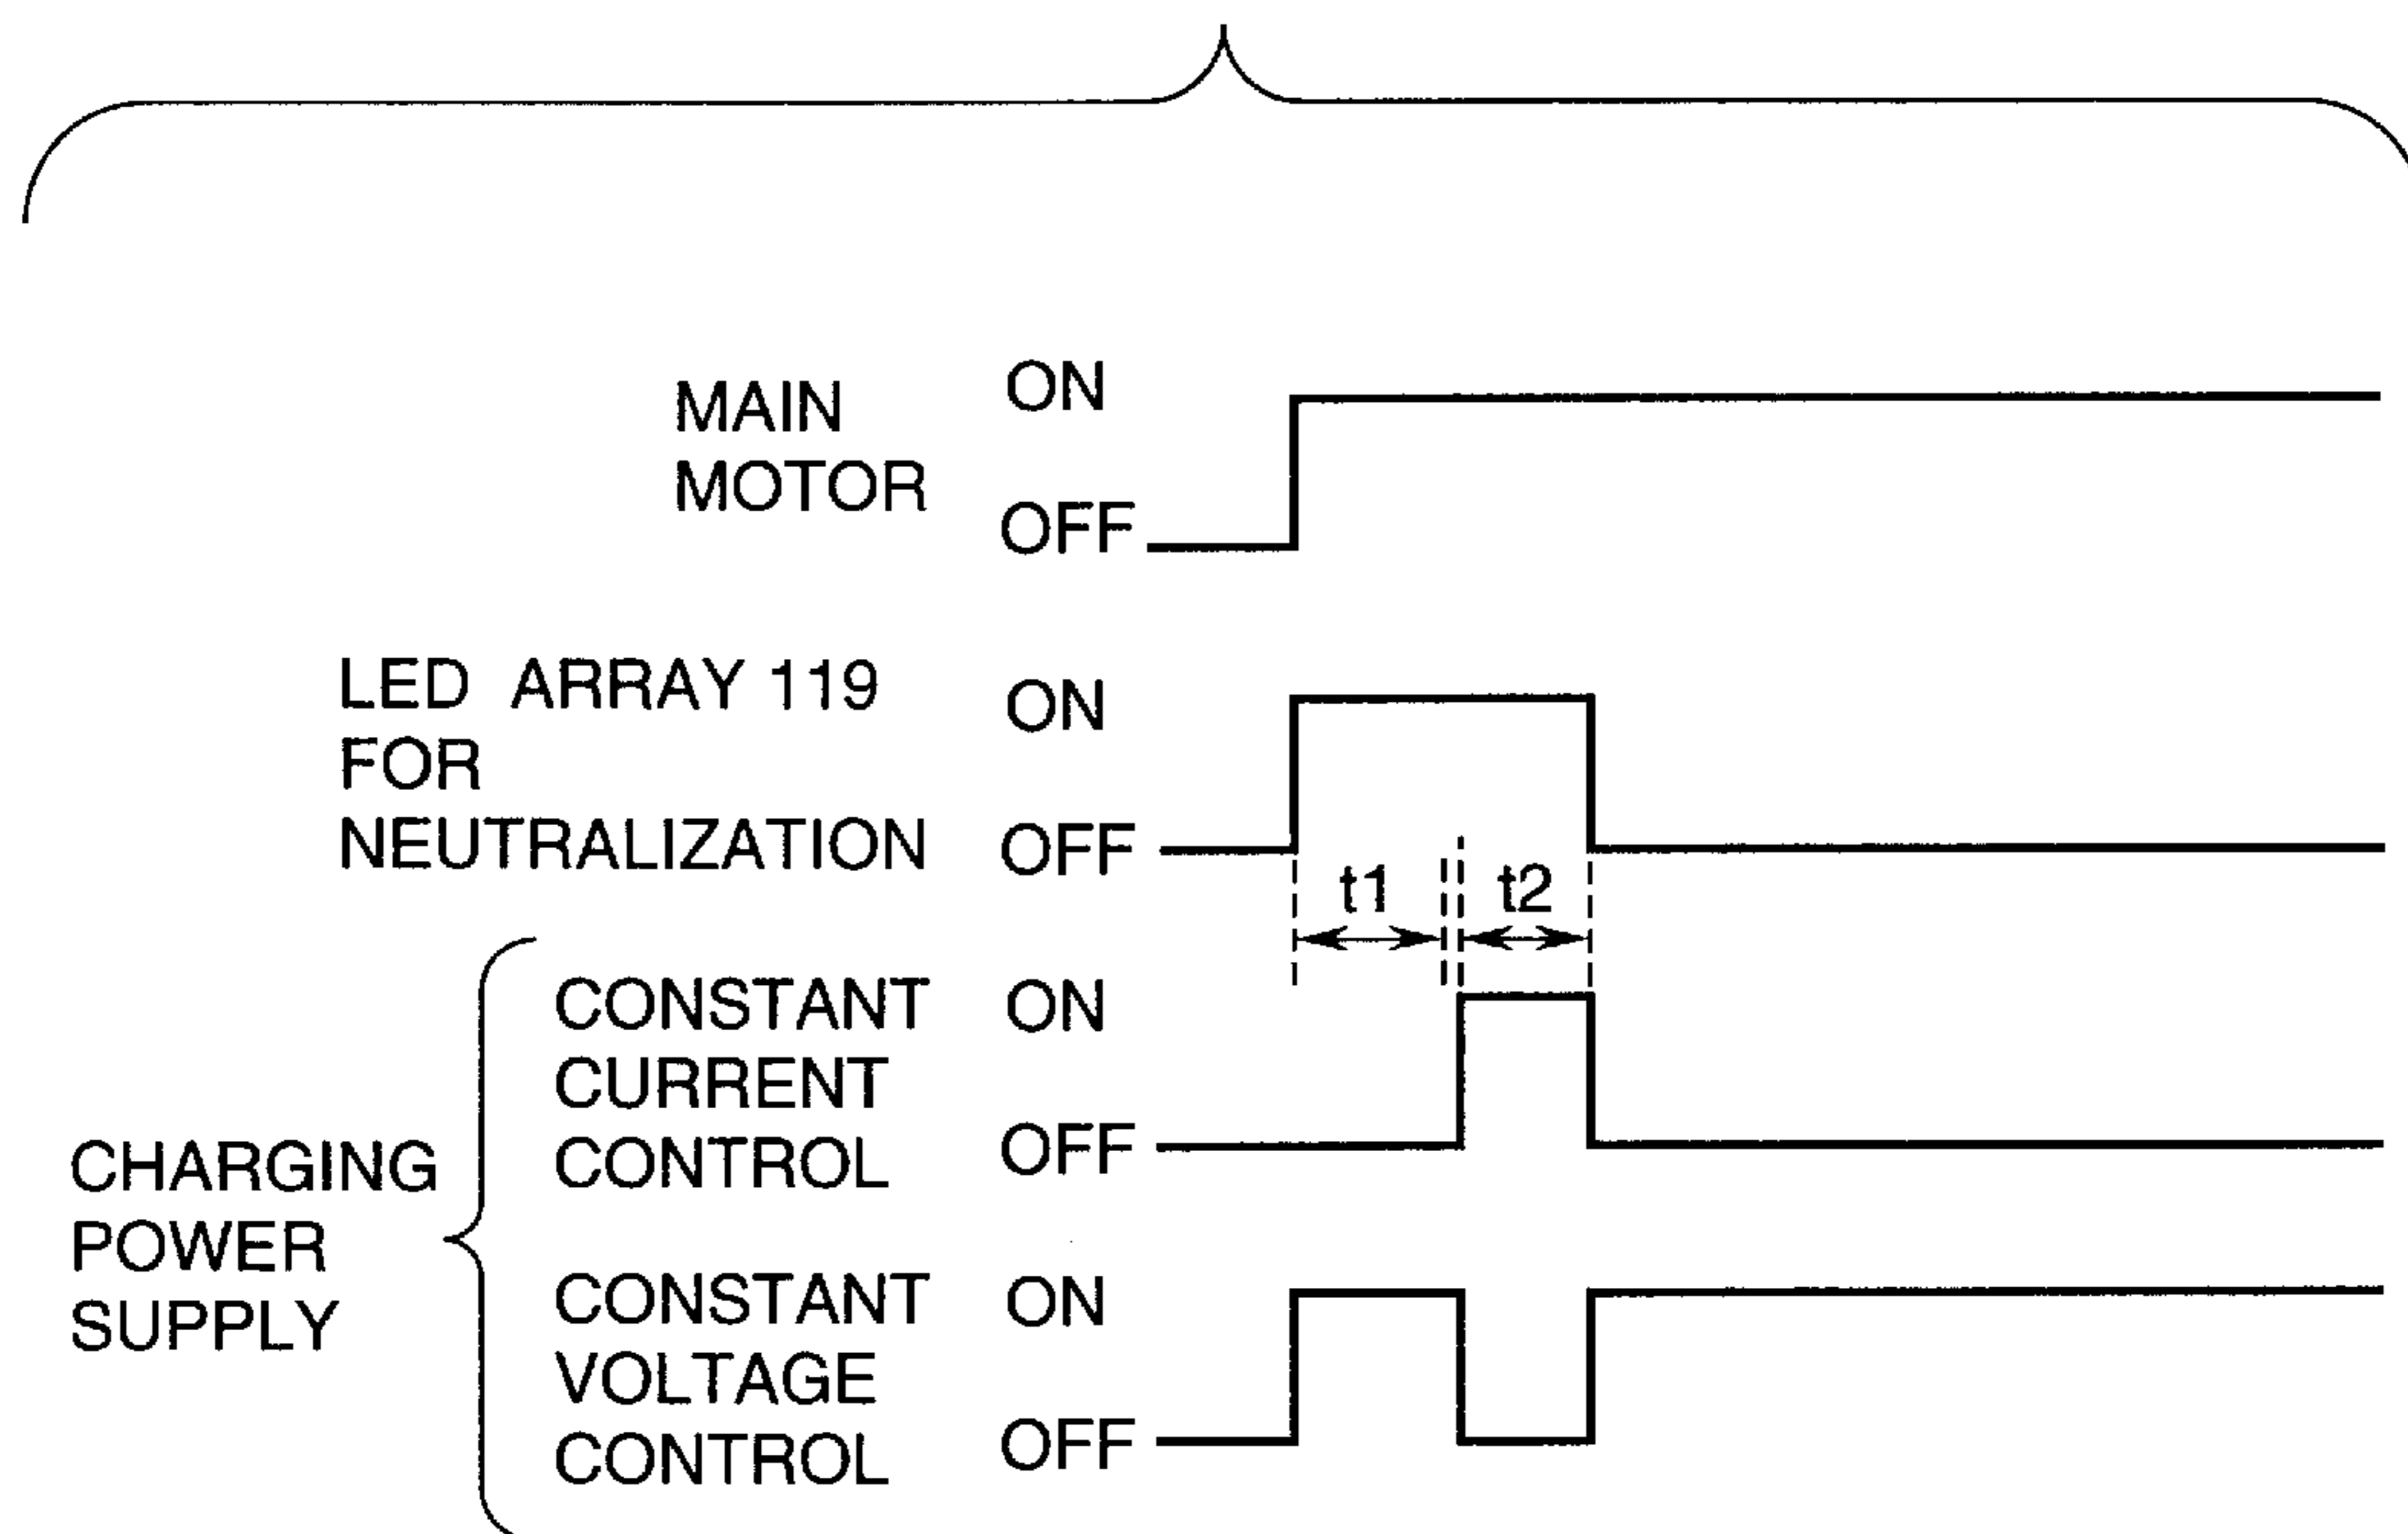 MAIN
MOTOR
ON
OFF
LED ARRAY 119
FOR
NEUTRALIZATION
ON
OFF
t1
t2
CHARGING
POWER
SUPPLY
CONSTANT
CURRENT
CONTROL
ON
OFF
CONSTANT
VOLTAGE
CONTROL
ON
OFF